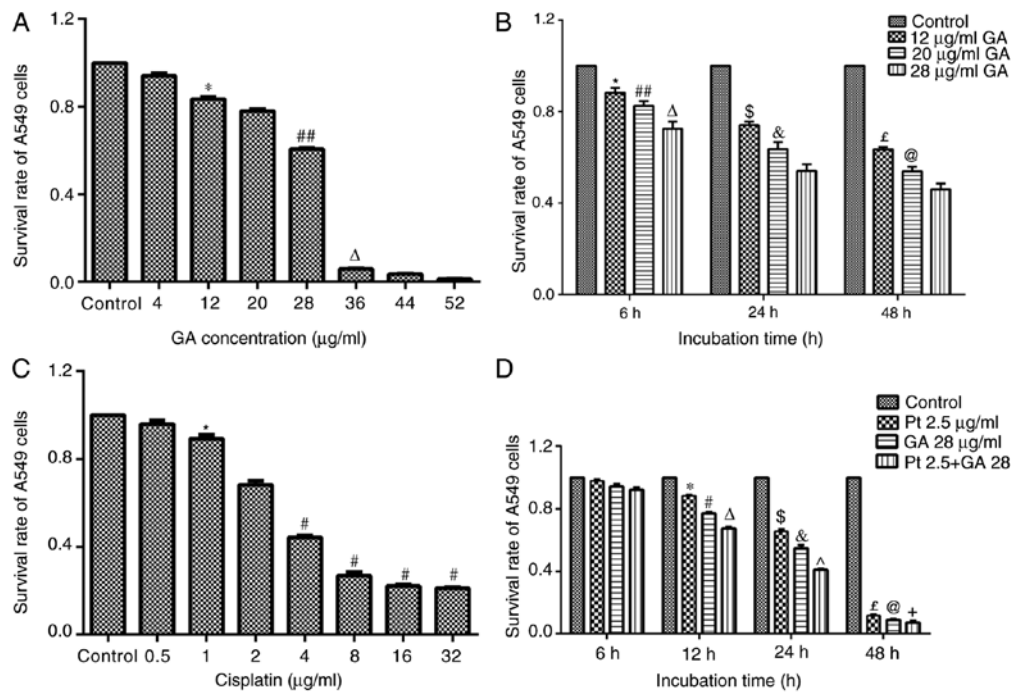 A
Survival rate of A549 cells
1.2
0.8
0.4
0.0
*
##
Δ
Control 4 12 20 28 36 44 52
GA concentration (μg/ml)
B
Control
12 μg/ml GA
20 μg/ml GA
28 μg/ml GA
Survival rate of A549 cells
1.2
0.8
0.4
0.0
* ## Δ
$ &
£ @
6 h 24 h 48 h
Incubation time (h)
C
Survival rate of A549 cells
1.2
0.8
0.4
0.0
*
# # # #
Control 0.5 1 2 4 8 16 32
Cisplatin (μg/ml)
D
Control
Pt 2.5 μg/ml
GA 28 μg/ml
Pt 2.5+GA 28
Survival rate of A549 cells
1.2
0.8
0.4
0.0
* # Δ
$ & ^
£ @ +
6 h 12 h 24 h 48 h
Incubation time (h)